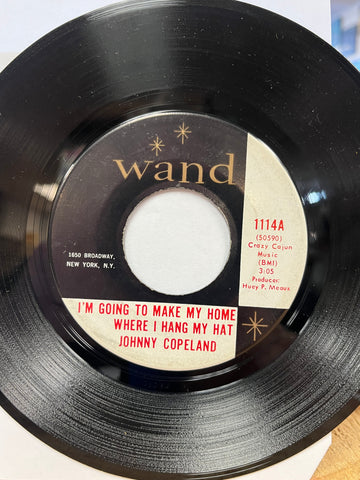 wand
1650 BROADWAY,
NEW YORK, N.Y.
1114A
(50590)
Crazy Cajun
Music
(BMI)
3:05
Producer:
Huey P. Meaux
I'M GOING TO MAKE MY HOME
WHERE I HANG MY HAT
JOHNNY COPELAND